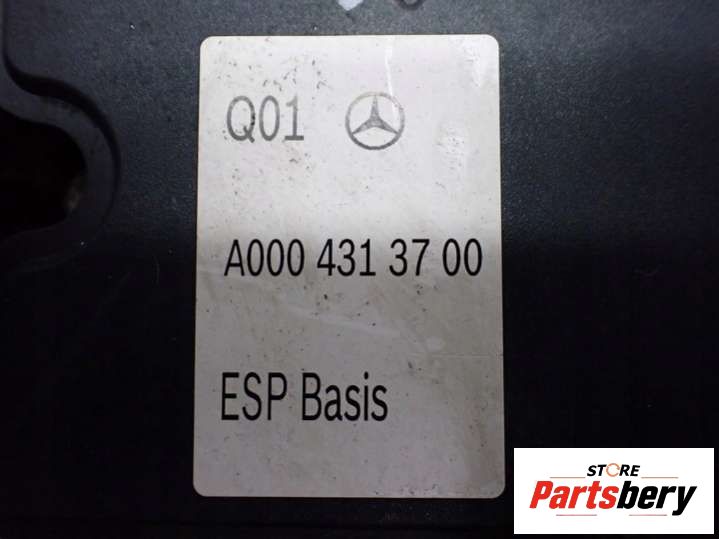 Q01
A000 431 37 00
ESP Basis
STORE
Partsbery